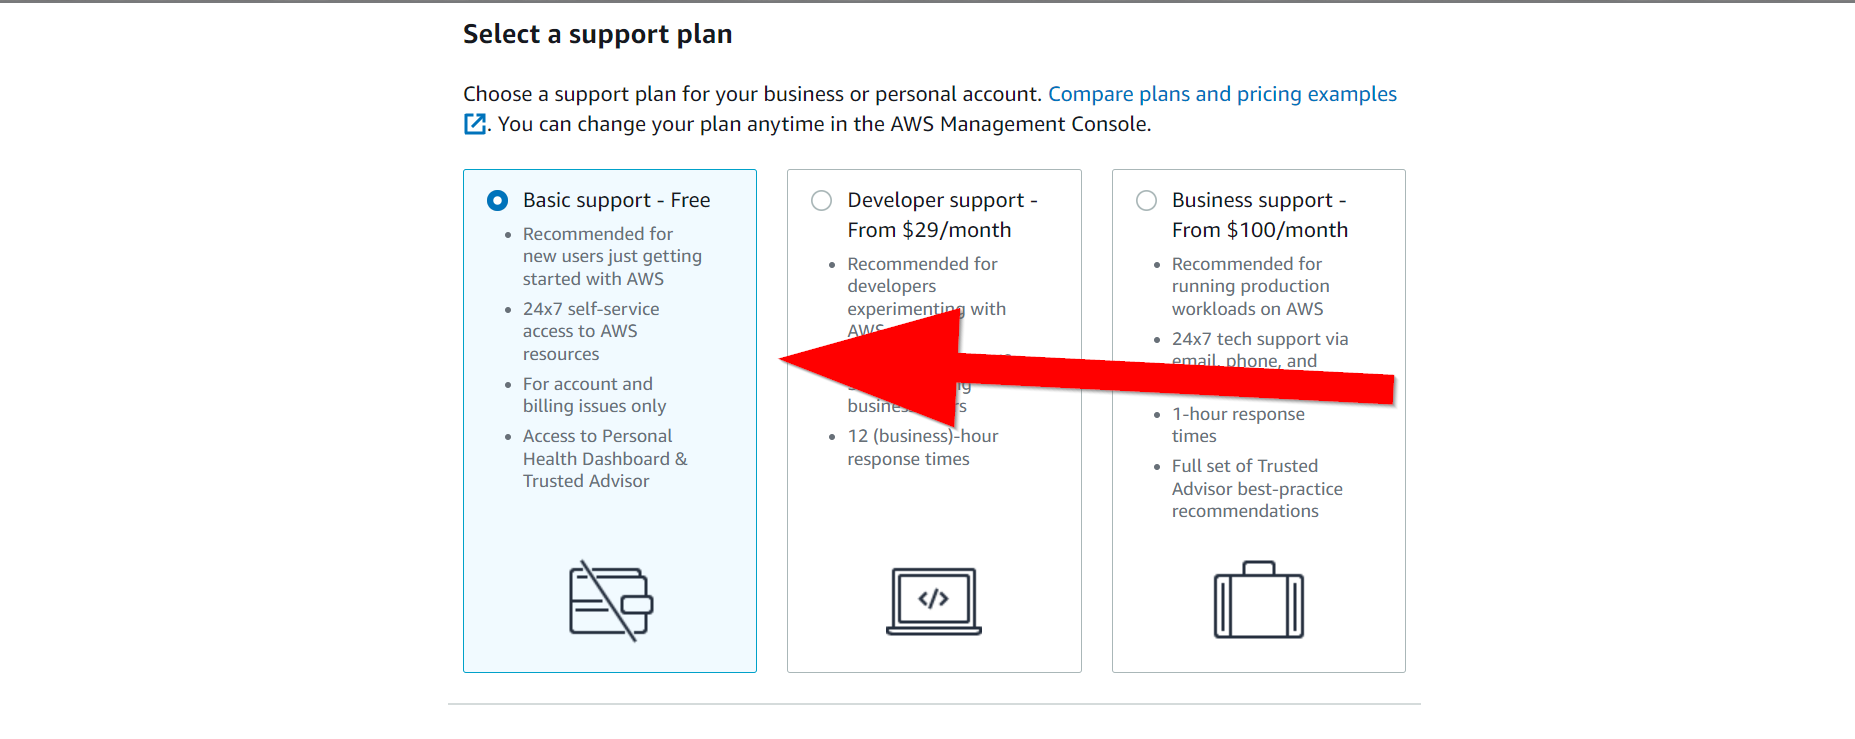 Select a support plan
Choose a support plan for your business or personal account. Compare plans and pricing examples
. You can change your plan anytime in the AWS Management Console.
Basic support - Free
• Recommended for
new users just getting
started with AWS
• 24x7 self-service
access to AWS
resources
• For account and
billing issues only
• Access to Personal
Health Dashboard &
Trusted Advisor
Developer support -
From $29/month
• Recommended for
developers
experimenting with
AWS
business
• 12 (business)-hour
response times
</>
Business support -
From $100/month
• Recommended for
running production
workloads on AWS
• 24x7 tech support via
email, phone, and
• 1-hour response
times
• Full set of Trusted
Advisor best-practice
recommendations